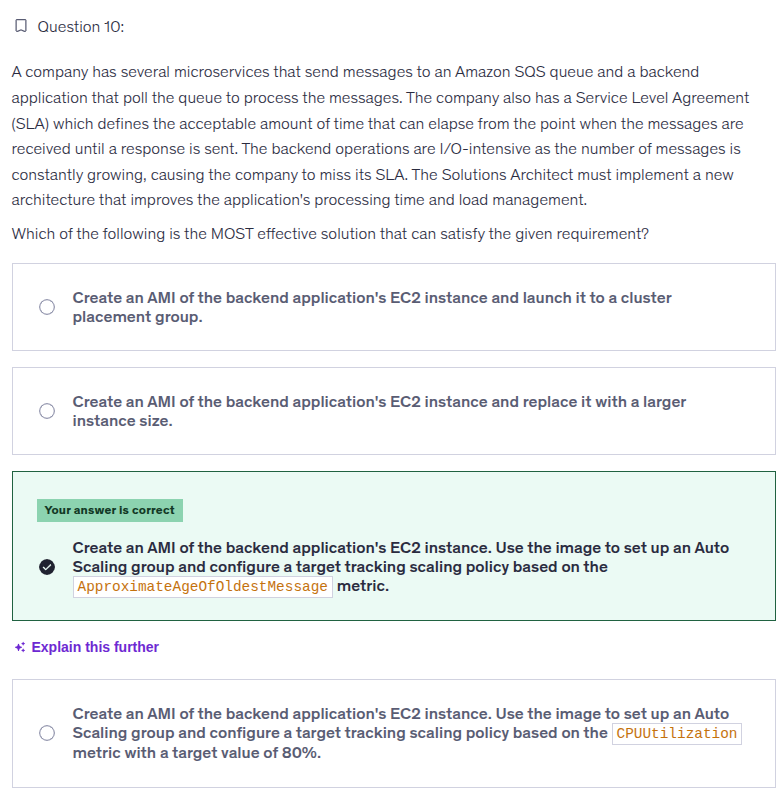 Question 10:
A company has several microservices that send messages to an Amazon SQS queue and a backend
application that poll the queue to process the messages. The company also has a Service Level Agreement
(SLA) which defines the acceptable amount of time that can elapse from the point when the messages are
received until a response is sent. The backend operations are I/O-intensive as the number of messages is
constantly growing, causing the company to miss its SLA. The Solutions Architect must implement a new
architecture that improves the application's processing time and load management.
Which of the following is the MOST effective solution that can satisfy the given requirement?
Create an AMI of the backend application's EC2 instance and launch it to a cluster
placement group.
Create an AMI of the backend application's EC2 instance and replace it with a larger
instance size.
Your answer is correct
Create an AMI of the backend application's EC2 instance. Use the image to set up an Auto
Scaling group and configure a target tracking scaling policy based on the
ApproximateAgeOfOldestMessage metric.
Explain this further
Create an AMI of the backend application's EC2 instance. Use the image to set up an Auto
Scaling group and configure a target tracking scaling policy based on the CPUUtilization
metric with a target value of 80%.